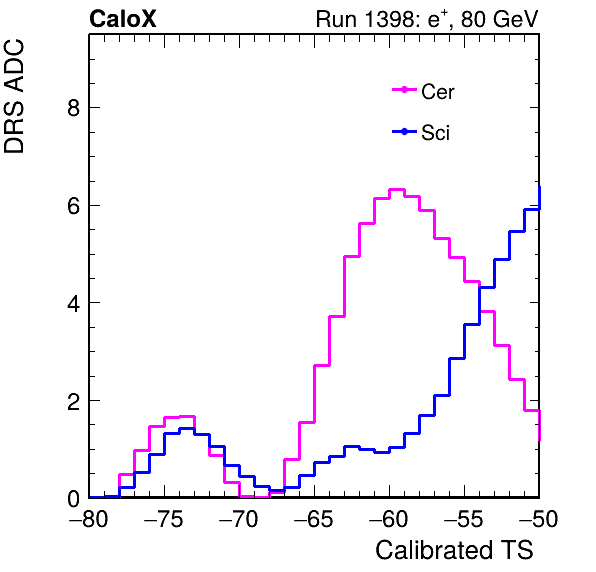 CaloX Run 1398: e⁺, 80 GeV
DRS ADC
Cer
Sci
8
6
4
2
0
−80 −75 −70 −65 −60 −55 −50
Calibrated TS